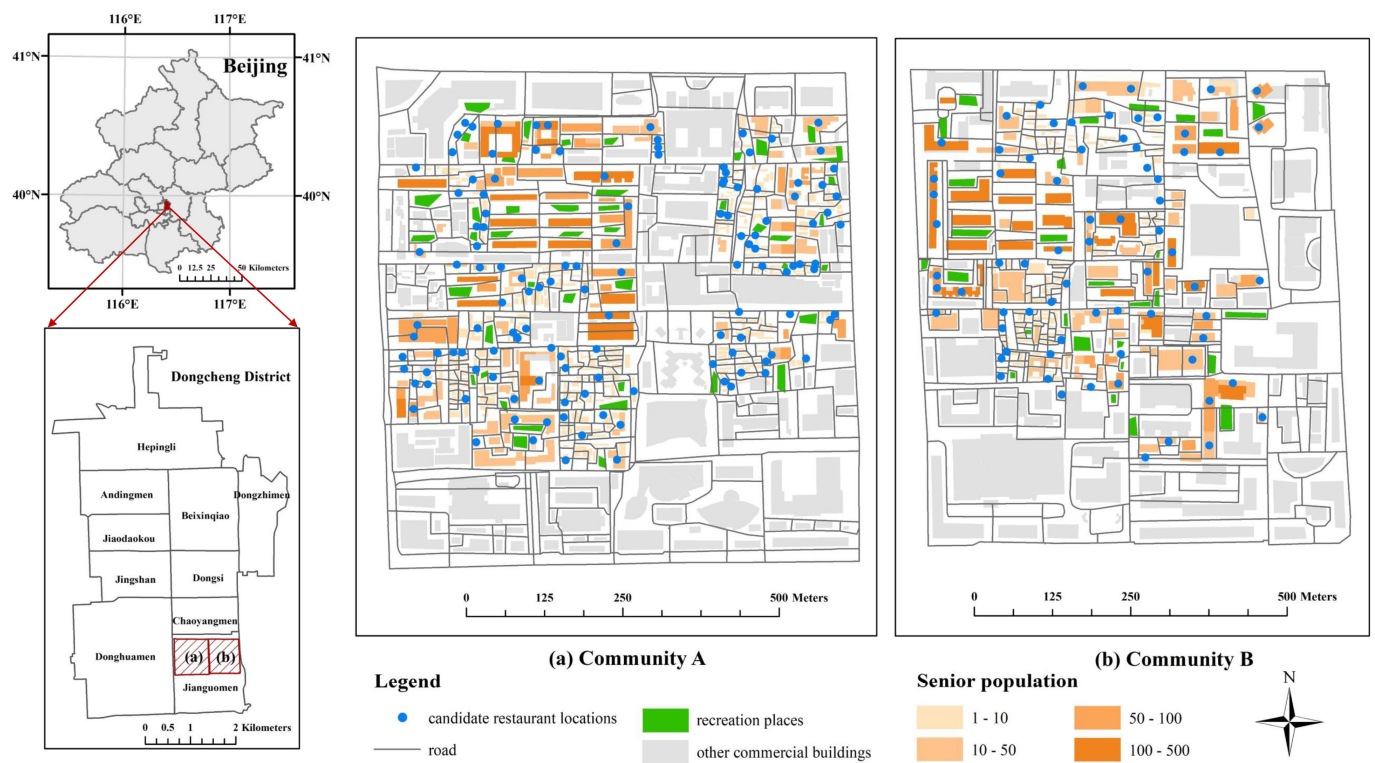 116°E
117°E
41°N
41°N
Beijing
40°N
40°N
0 12.5 25 50 Kilometers
116°E
117°E
Dongcheng District
Hepingli
Andingmen
Dongzhimen
Beixinqiao
Jiaodaokou
Jingshan
Dongsi
Chaoyangmen
Donghuamen
(a)
(b)
Jianguomen
0 0.5 1 2 Kilometers
0 125 250 500 Meters
0 125 250 500 Meters
(a) Community A
(b) Community B
Legend
candidate restaurant locations
road
recreation places
other commercial buildings
Senior population
1 - 10
10 - 50
50 - 100
100 - 500
N